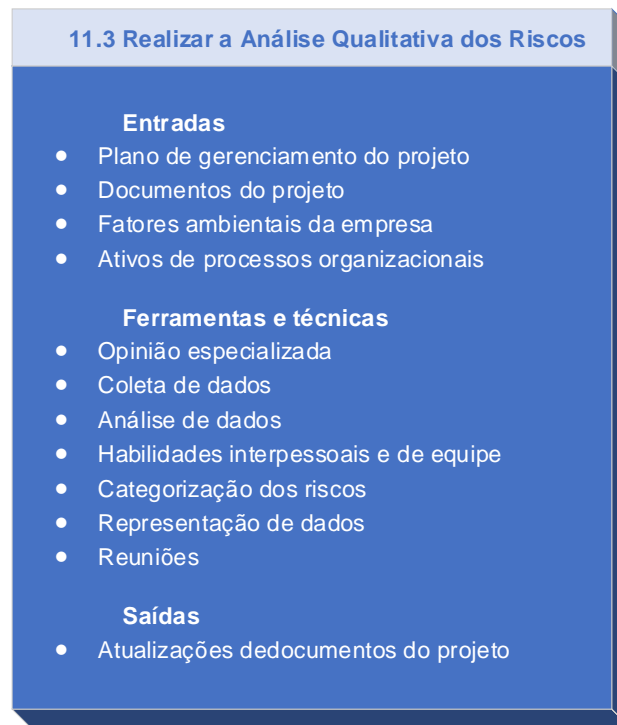 11.3 Realizar a Análise Qualitativa dos Riscos
Entradas
• Plano de gerenciamento do projeto
• Documentos do projeto
• Fatores ambientais da empresa
• Ativos de processos organizacionais
Ferramentas e técnicas
• Opinião especializada
• Coleta de dados
• Análise de dados
• Habilidades interpessoais e de equipe
• Categorização dos riscos
• Representação de dados
• Reuniões
Saídas
• Atualizações dedocumentos do projeto